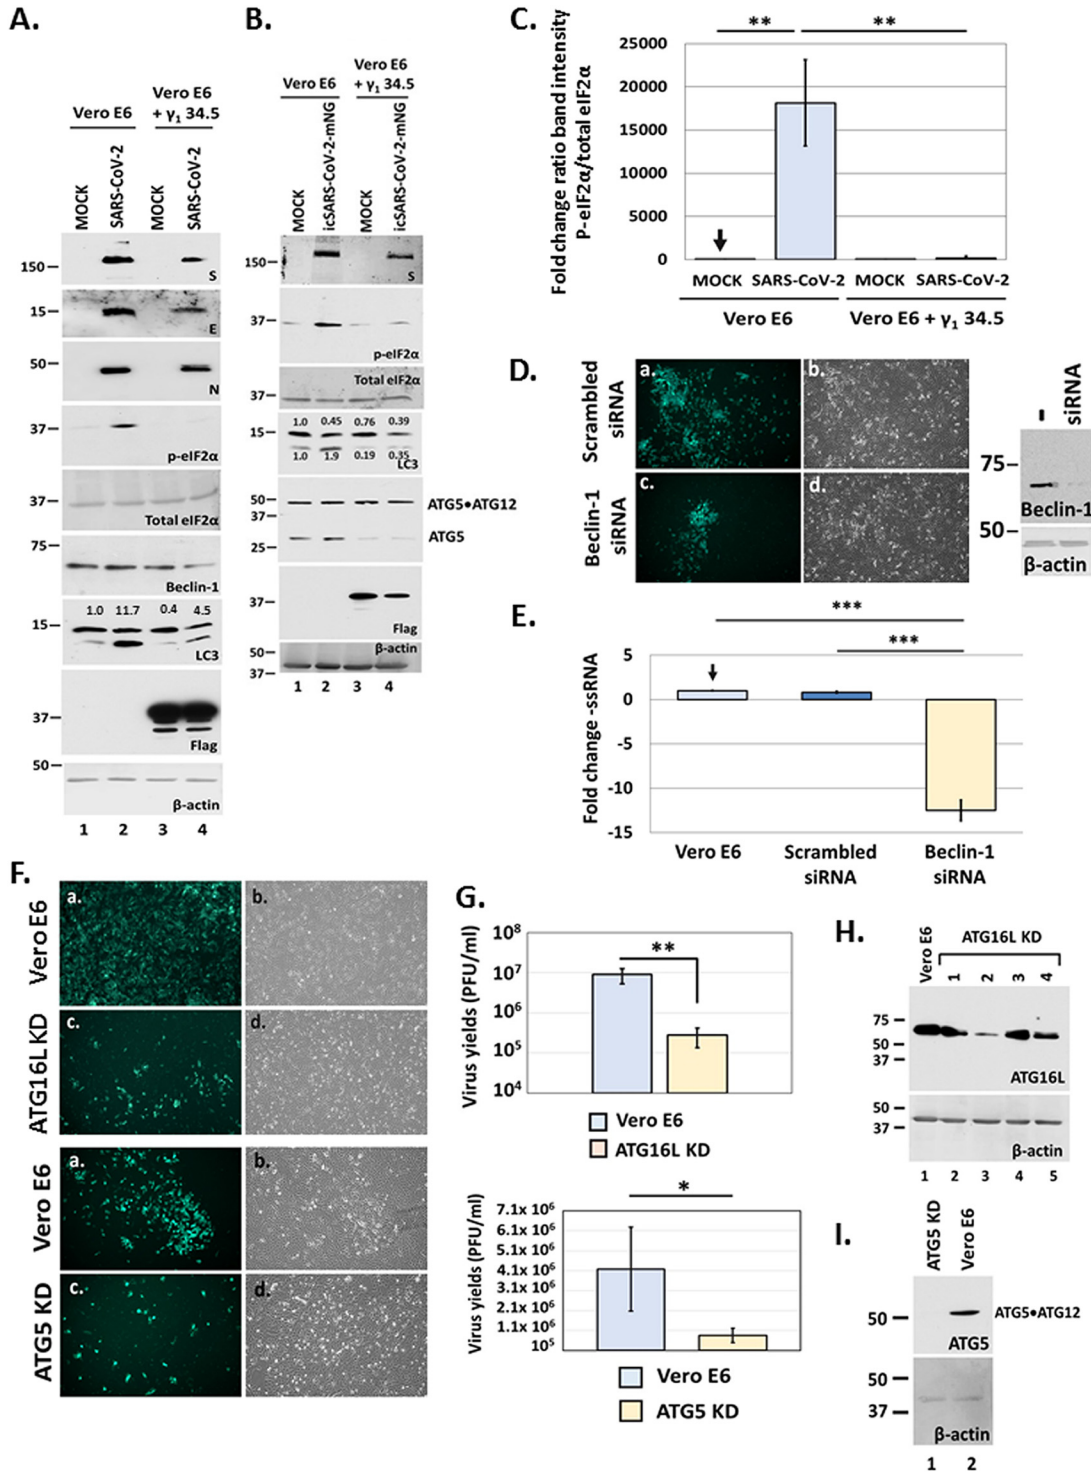 A.
Vero E6
Vero E6
+ γ₁ 34.5
MOCK
SARS-CoV-2
MOCK
SARS-CoV-2
150
S
15
E
50
N
37
p-eIF2α
37
Total eIF2α
75
Beclin-1
1.0 11.7 0.4 4.5
15
LC3
37
Flag
50
β-actin
1 2 3 4
B.
Vero E6
Vero E6
+ γ₁ 34.5
MOCK
icSARS-CoV-2-mNG
MOCK
icSARS-CoV-2-mNG
150
S
37
p-eIF2α
Total eIF2α
37
1.0 0.45 0.76 0.39
15
1.0 1.9 0.19 0.35
LC3
50
ATG5•ATG12
37
ATG5
25
37
Flag
β-actin
50
37
1 2 3 4
C.
Foldchange ratio band intensity
P-eIF2α/total eIF2α
** **
25000
20000
15000
10000
5000
0
MOCK SARS-CoV-2 MOCK SARS-CoV-2
Vero E6 Vero E6 + γ₁ 34.5
D.
Scrambled
siRNA
a. b.
Beclin-1
siRNA
c. d.
-
siRNA
75
Beclin-1
50
β-actin
E.
***
***
Fold change -ssRNA
5
0
-5
-10
-15
Vero E6 Scrambled siRNA Beclin-1 siRNA
F.
Vero E6
a. b.
ATG16L KD
c. d.
Vero E6
a. b.
ATG5 KD
c. d.
G.
Virus yields (PFU/ml)
10⁸
10⁷
10⁶
10⁵
10⁴
**
Vero E6
ATG16L KD
Virus yields (PFU/ml)
*
7.1x 10⁶
6.1x 10⁶
5.1x 10⁶
4.1x 10⁶
3.1x 10⁶
2.1x 10⁶
1.1x 10⁶
10⁵
Vero E6
ATG5 KD
H.
Vero E6
ATG16L KD
1 2 3 4
75
50
37
ATG16L
50
37
β-actin
1 2 3 4 5
I.
ATG5 KD
Vero E6
50
ATG5•ATG12
ATG5
50
37
β-actin
1 2